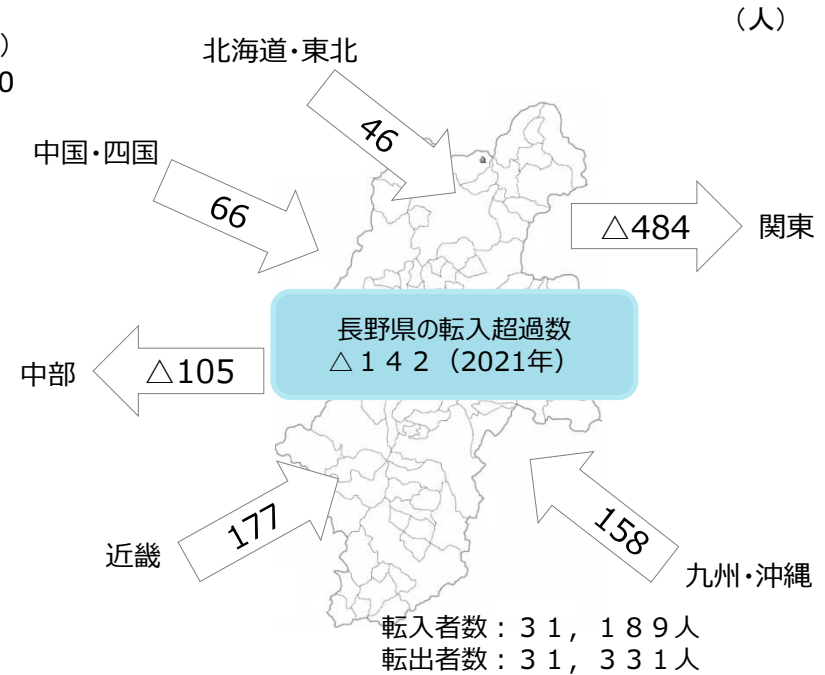 （人）
）
0
北海道・東北
46
中国・四国
66
△484
関東
長野県の転入超過数
△１４２（2021年）
中部
△105
177
近畿
158
九州・沖縄
転入者数：３１，１８９人
転出者数：３１，３３１人